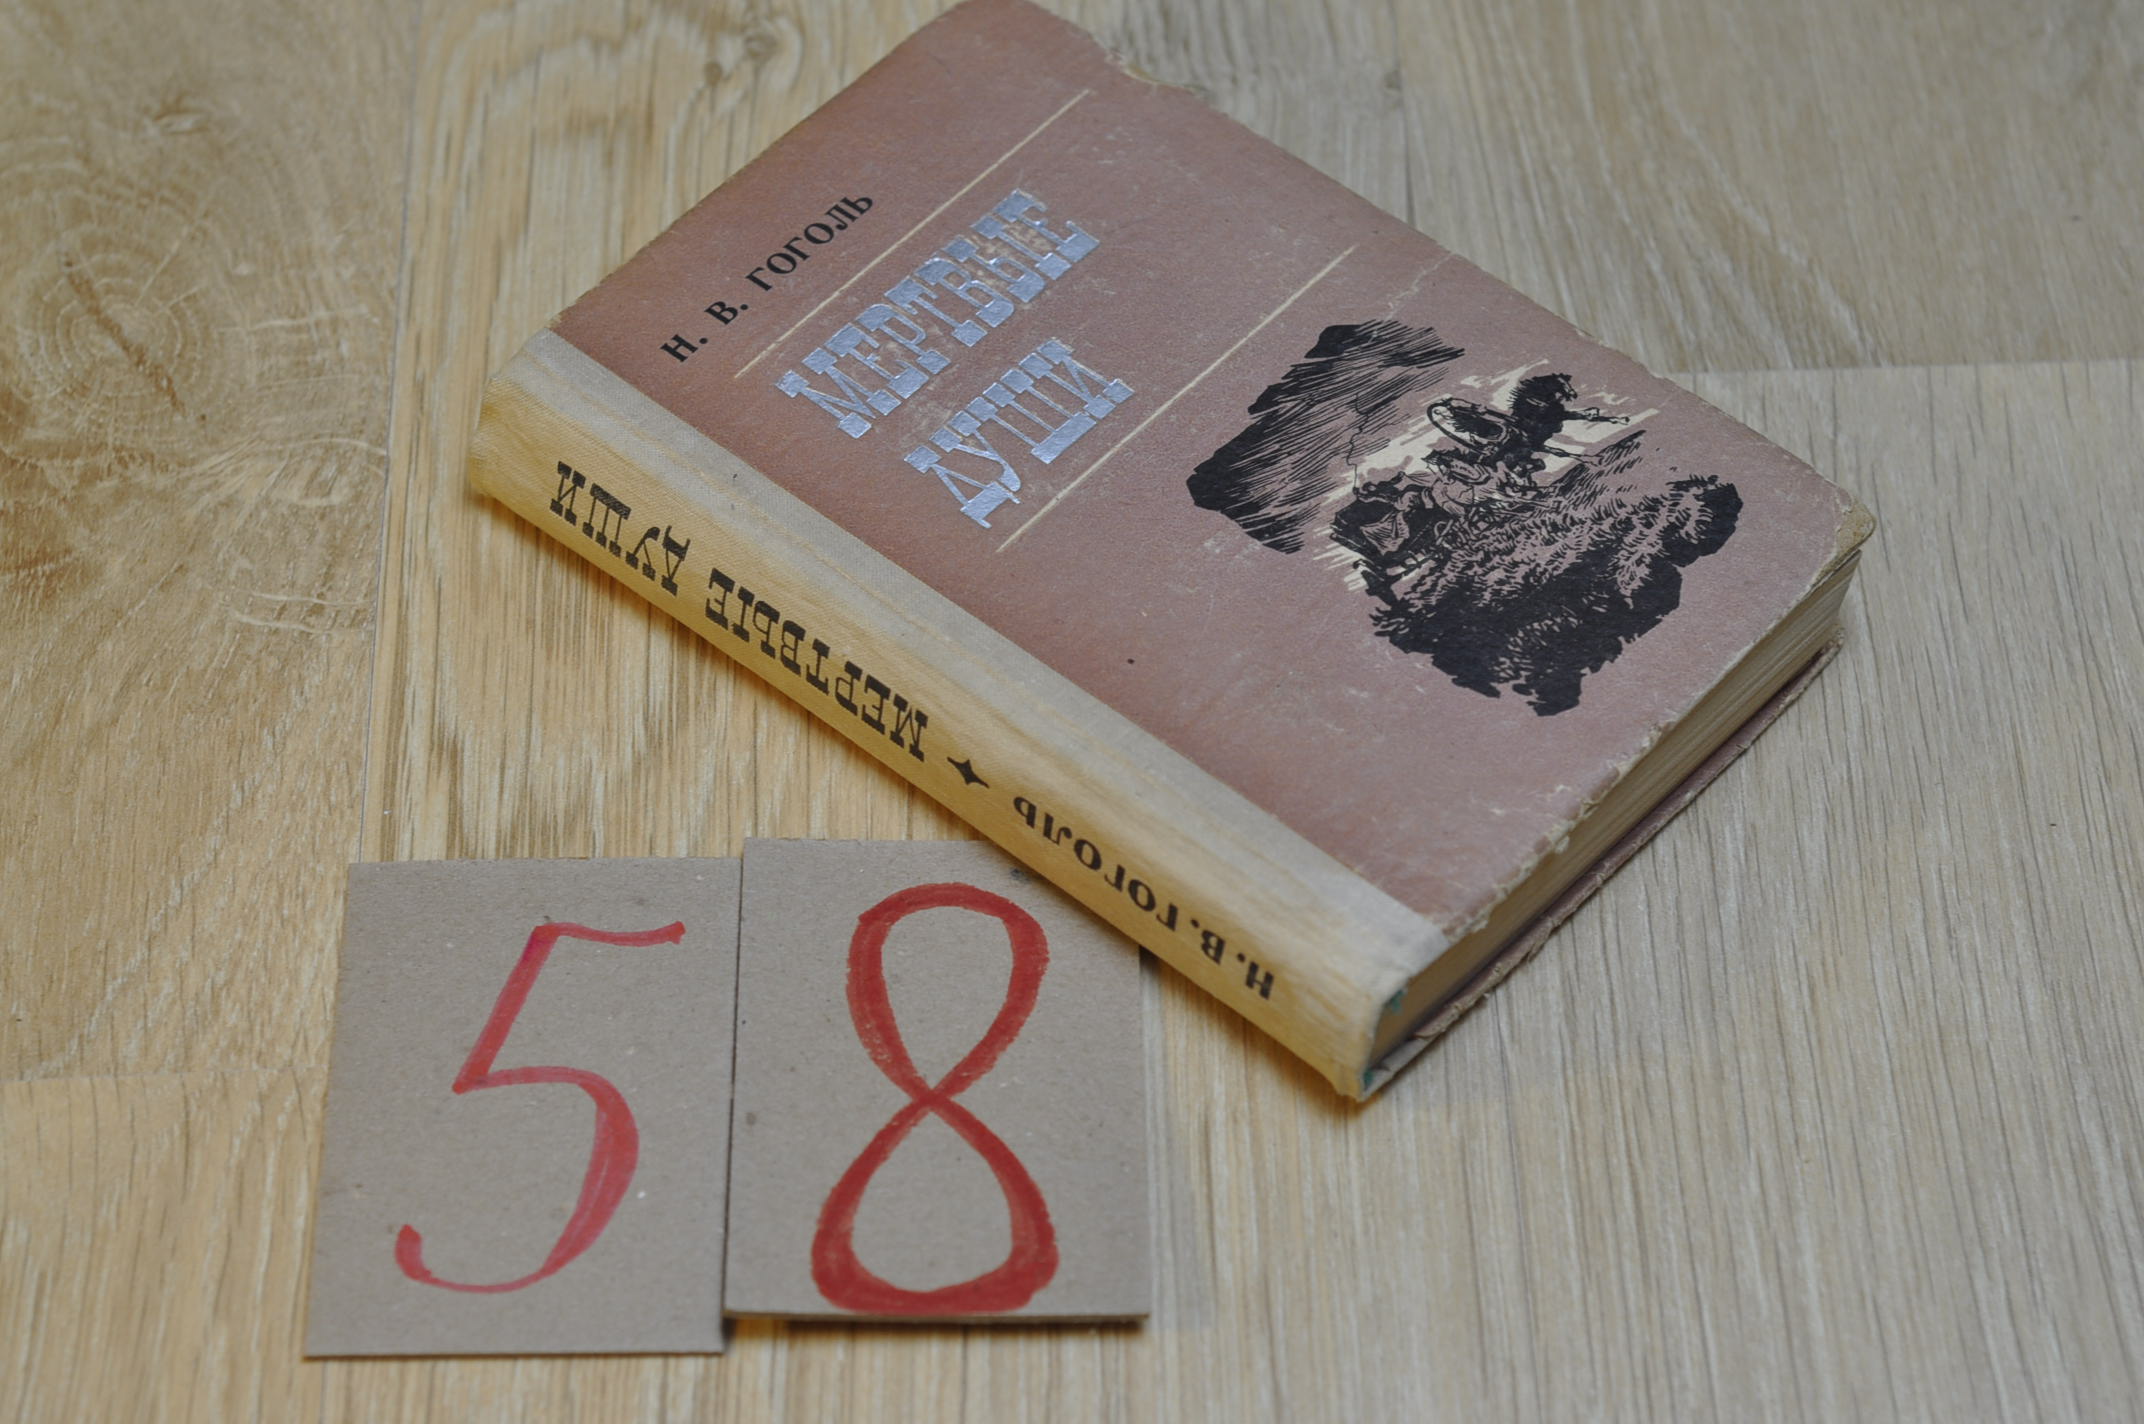 Н. В. ГОГОЛЬ
МЕРТВЫЕ
ДУШИ
Н. В. ГОГОЛЬ ✦ МЕРТВЫЕ ДУШИ
5 8